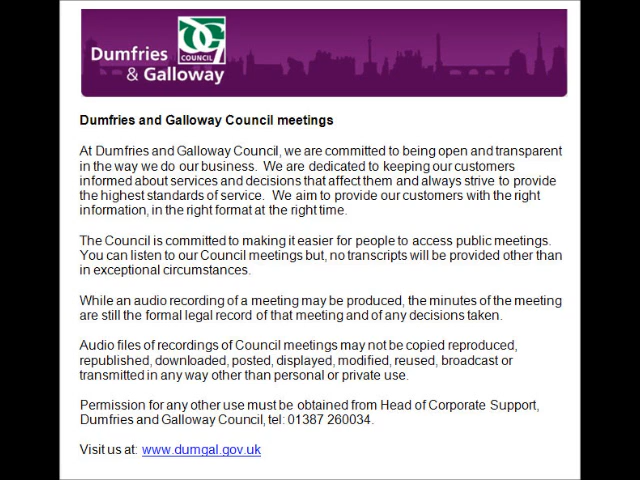 Dumfries
& Galloway
COUNCIL
Dumfries and Galloway Council meetings
At Dumfries and Galloway Council, we are committed to being open and transparent
in the way we do our business. We are dedicated to keeping our customers
informed about services and decisions that affect them and always strive to provide
the highest standards of service. We aim to provide our customers with the right
information, in the right format at the right time.
The Council is committed to making it easier for people to access public meetings.
You can listen to our Council meetings but, no transcripts will be provided other than
in exceptional circumstances.
While an audio recording of a meeting may be produced, the minutes of the meeting
are still the formal legal record of that meeting and of any decisions taken.
Audio files of recordings of Council meetings may not be copied reproduced,
republished, downloaded, posted, displayed, modified, reused, broadcast or
transmitted in any way other than personal or private use.
Permission for any other use must be obtained from Head of Corporate Support,
Dumfries and Galloway Council, tel: 01387 260034.
Visit us at: www.dumgal.gov.uk